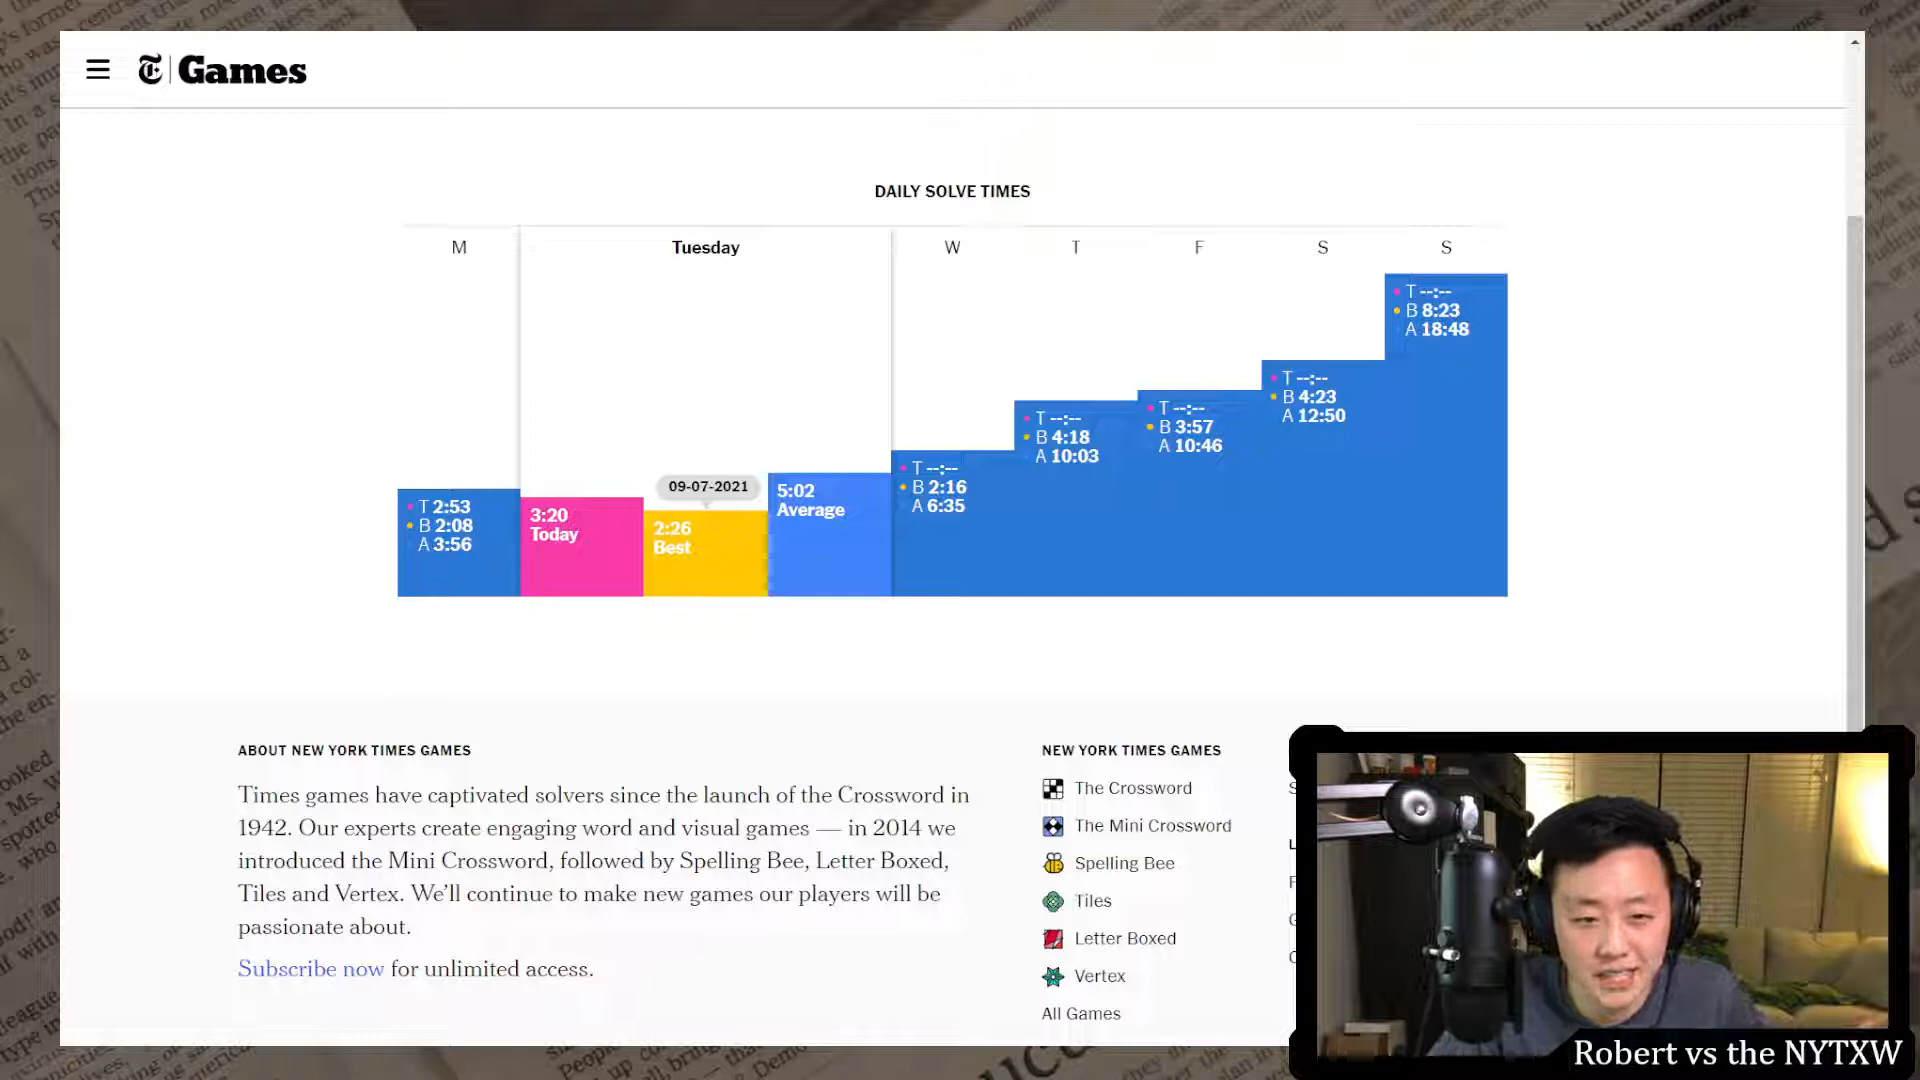 T Games
DAILY SOLVE TIMES
M Tuesday W T F S S
T --:--
B 8:23
A 18:48
T --:--
B 4:23
A 12:50
T --:--
B 3:57
A 10:46
T --:--
B 4:18
A 10:03
T --:--
B 2:16
A 6:35
09-07-2021
T 2:53
B 2:08
A 3:56
3:20
Today
2:26
Best
5:02
Average
ABOUT NEW YORK TIMES GAMES
Times games have captivated solvers since the launch of the Crossword in
1942. Our experts create engaging word and visual games — in 2014 we
introduced the Mini Crossword, followed by Spelling Bee, Letter Boxed,
Tiles and Vertex. We’ll continue to make new games our players will be
passionate about.
Subscribe now for unlimited access.
NEW YORK TIMES GAMES
The Crossword
The Mini Crossword
Spelling Bee
Tiles
Letter Boxed
Vertex
All Games
Robert vs the NYTXW